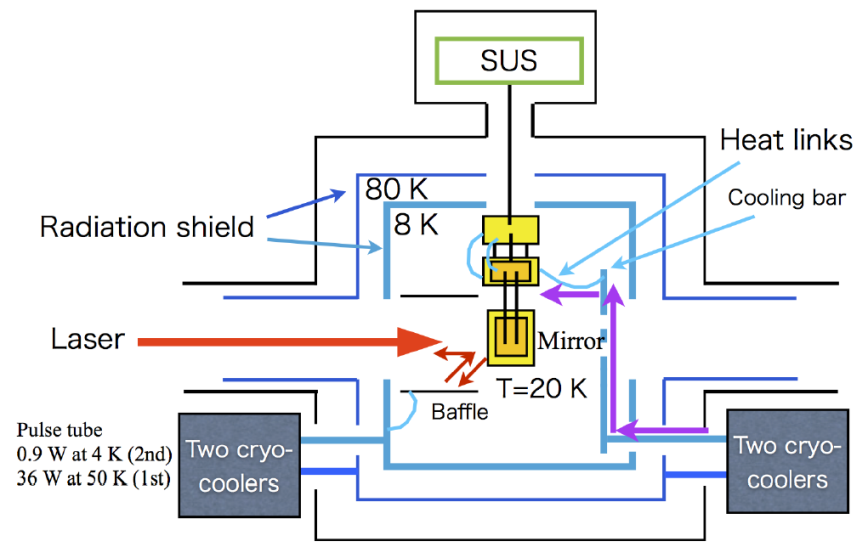 SUS
Heat links
80 K
Cooling bar
Radiation shield
8 K
Laser
Mirror
T=20 K
Baffle
Pulse tube
0.9 W at 4 K (2nd)
36 W at 50 K (1st)
Two cryo-
coolers
Two cryo-
coolers